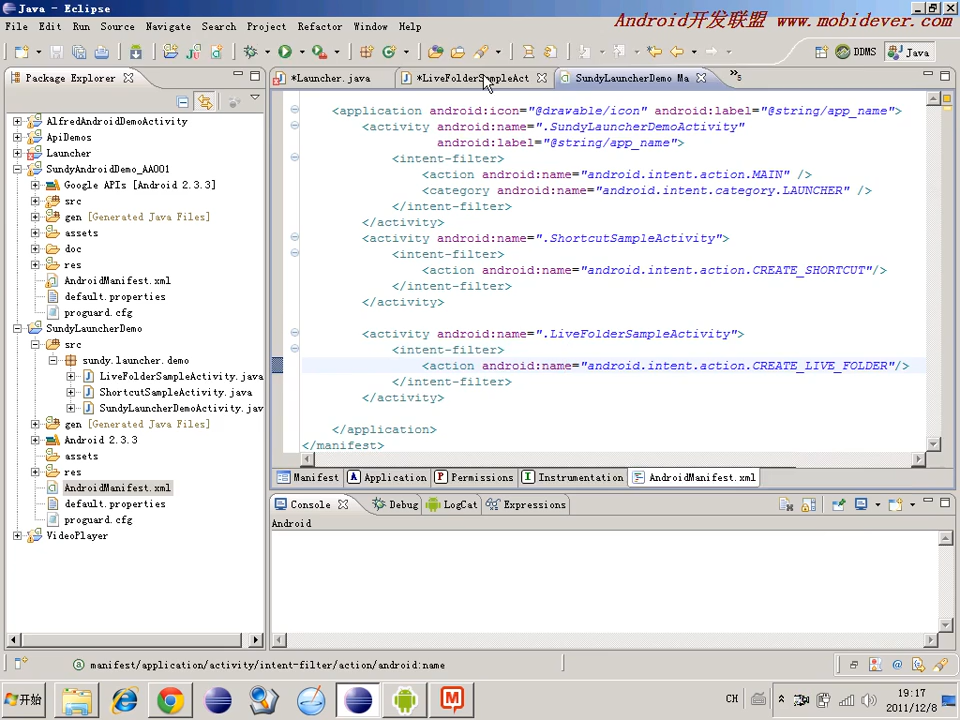 Java - Eclipse
Android开发联盟 www.mobidever.com
File Edit Run Source Navigate Search Project Refactor Window Help
DDMS Java
Package Explorer
*Launcher.java *LiveFolderSampleAct SundyLauncherDemo Ma »5
AlfredAndroidDemoActivity
ApiDemos
Launcher
SundyAndroidDemo_AA001
Google APIs [Android 2.3.3]
src
gen [Generated Java Files]
assets
doc
res
AndroidManifest.xml
default.properties
proguard.cfg
SundyLauncherDemo
src
sundy.launcher.demo
LiveFolderSampleActivity.java
ShortcutSampleActivity.java
SundyLauncherDemoActivity.jav
gen [Generated Java Files]
Android 2.3.3
assets
res
AndroidManifest.xml
default.properties
proguard.cfg
VideoPlayer
<application android:icon="@drawable/icon" android:label="@string/app_name">
<activity android:name=".SundyLauncherDemoActivity"
android:label="@string/app_name">
<intent-filter>
<action android:name="android.intent.action.MAIN" />
<category android:name="android.intent.category.LAUNCHER" />
</intent-filter>
</activity>
<activity android:name=".ShortcutSampleActivity">
<intent-filter>
<action android:name="android.intent.action.CREATE_SHORTCUT"/>
</intent-filter>
</activity>
<activity android:name=".LiveFolderSampleActivity">
<intent-filter>
<action android:name="android.intent.action.CREATE_LIVE_FOLDER"/>
</intent-filter>
</activity>
</application>
</manifest>
Manifest A Application P Permissions I Instrumentation AndroidManifest.xml
Console Debug LogCat Expressions
Android
manifest/application/activity/intent-filter/action/android:name
开始
CH
19:17
2011/12/8